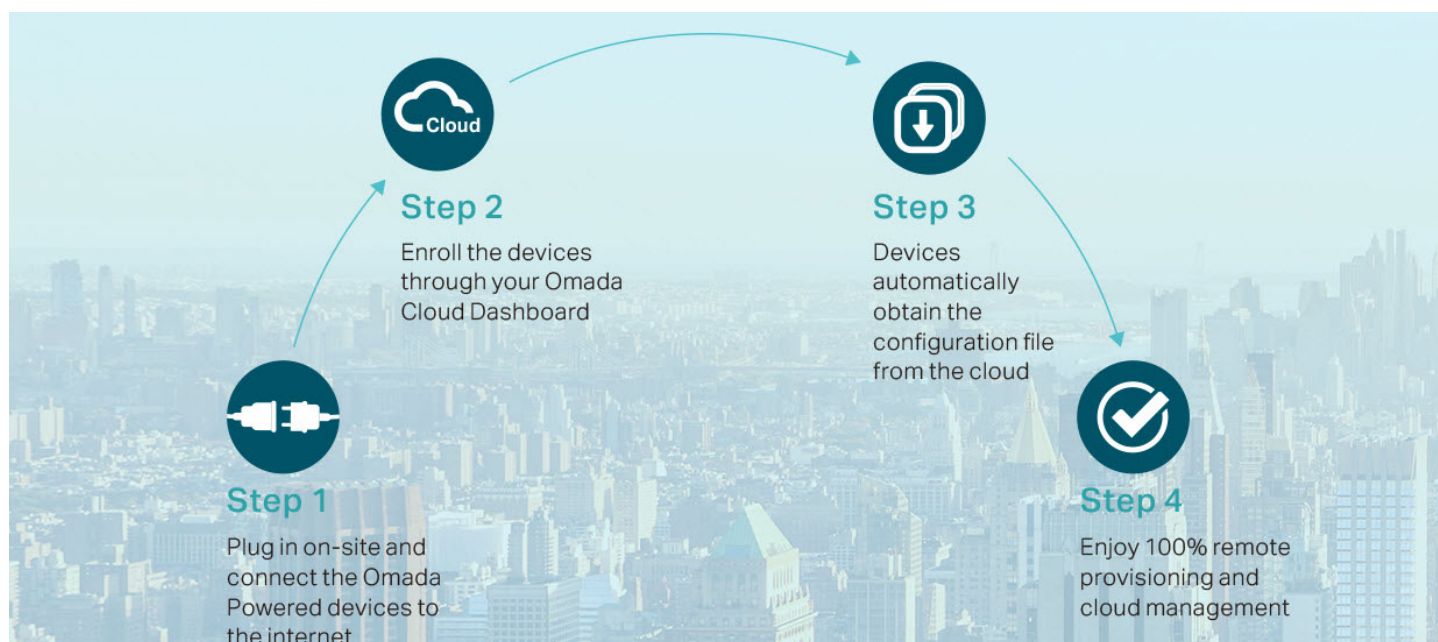 Cloud
Step 2
Enroll the devices
through your Omada
Cloud Dashboard
Step 3
Devices
automatically
obtain the
configuration file
from the cloud
Step 1
Plug in on-site and
connect the Omada
Powered devices to
the internet
Step 4
Enjoy 100% remote
provisioning and
cloud management